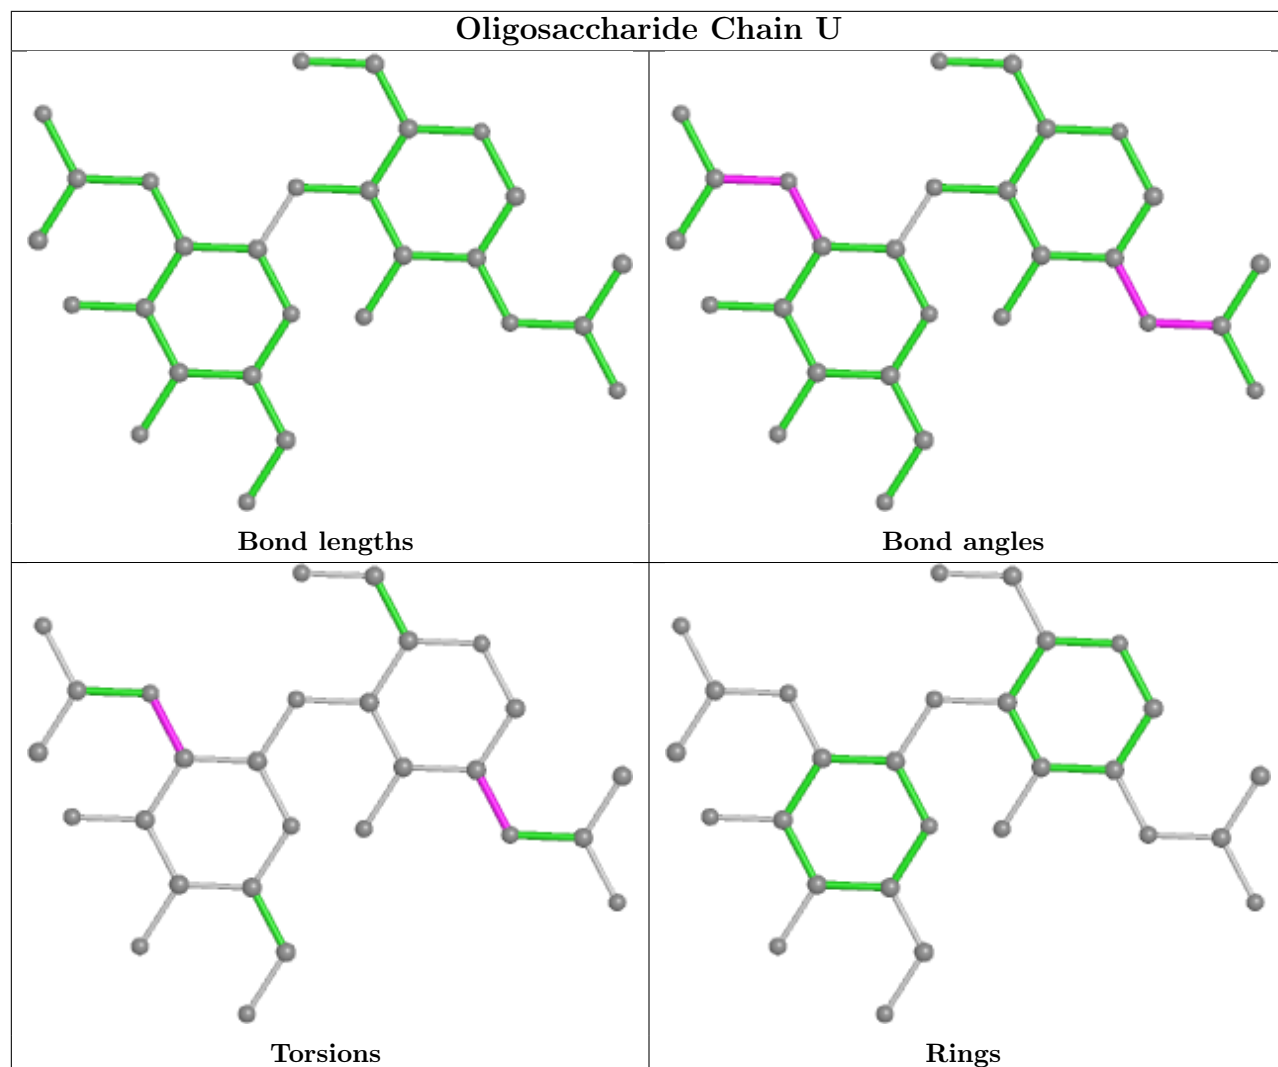 Oligosaccharide Chain U
Bond lengths
Bond angles
Torsions
Rings